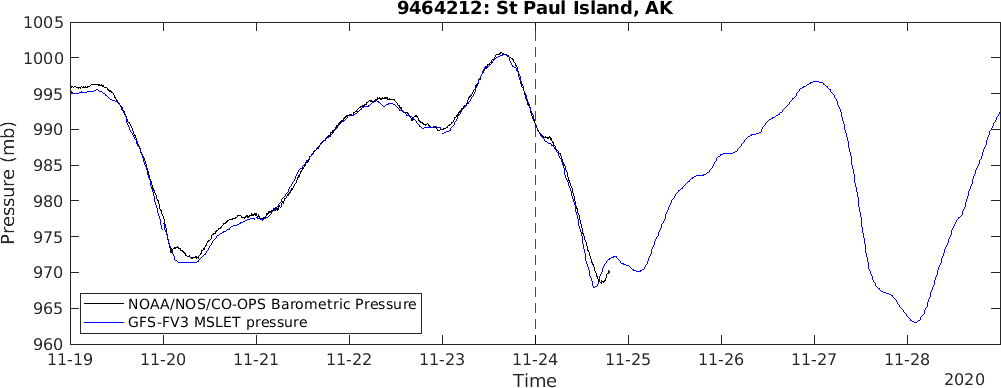 9464212: St Paul Island, AK
1005
1000
995
990
985
980
975
970
965
960
Pressure (mb)
NOAA/NOS/CO-OPS Barometric Pressure
GFS-FV3 MSLET pressure
11-19 11-20 11-21 11-22 11-23 11-24 11-25 11-26 11-27 11-28
Time
2020